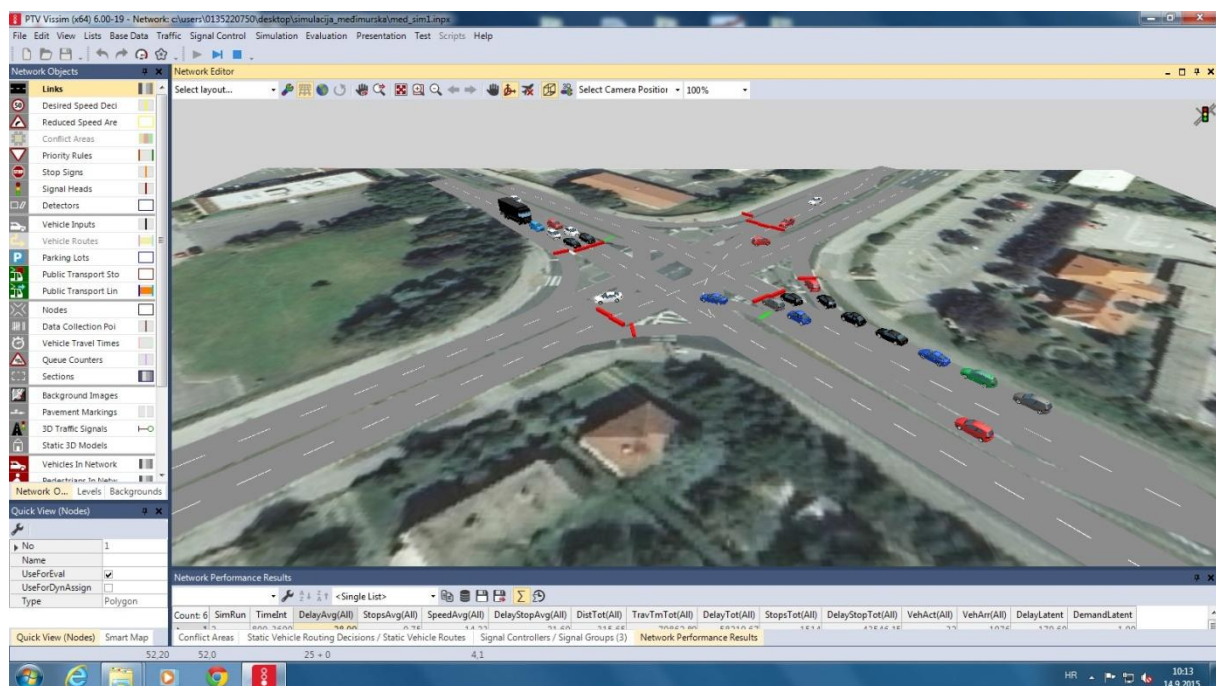 PTV Vissim (x64) 6.00-19 - Network: c:\users\0135220750\desktop\simulacija_međimurska\med_sim1.inpx
File Edit View Lists Base Data Traffic Signal Control Simulation Evaluation Presentation Test Scripts Help
Network Objects
Links
Desired Speed Deci
Reduced Speed Are
Conflict Areas
Priority Rules
Stop Signs
Signal Heads
Detectors
Vehicle Inputs
Vehicle Routes
Parking Lots
Public Transport Sto
Public Transport Lin
Nodes
Data Collection Poi
Vehicle Travel Times
Queue Counters
Sections
Background Images
Pavement Markings
3D Traffic Signals
Static 3D Models
Vehicles In Network
Pedestrians In Netw
Network O... Levels Backgrounds
Quick View (Nodes)
No 1
Name
UseForEval
UseForDynAssign
Type Polygon
Quick View (Nodes) Smart Map
Network Editor
Select layout... Select Camera Position 100%
Network Performance Results
<Single List>
Count: 6 SimRun TimeInt DelayAvg(All) StopsAvg(All) SpeedAvg(All) DelayStopAvg(All) DistTot(All) TravTmTot(All) DelayTot(All) StopsTot(All) DelayStopTot(All) VehAct(All) VehArr(All) DelayLatent DemandLatent
Conflict Areas Static Vehicle Routing Decisions / Static Vehicle Routes Signal Controllers / Signal Groups (3) Network Performance Results
52,20 52,0 25 + 0 4,1
HR 10:13
14.9.2015